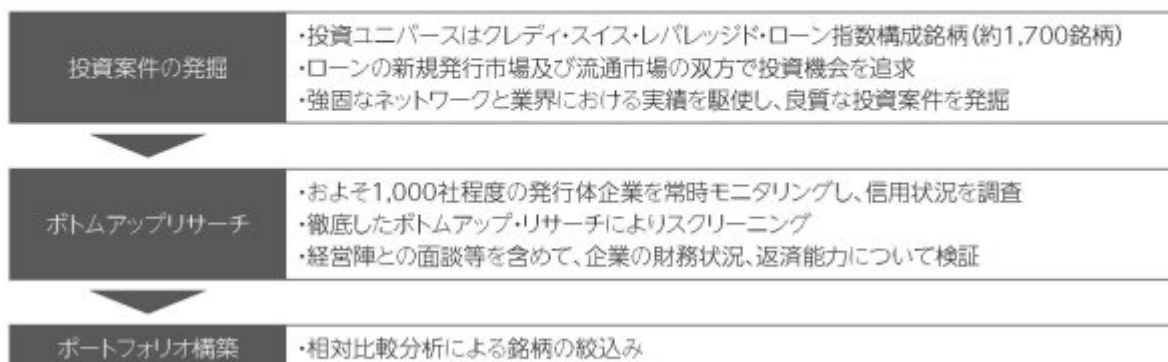 投資案件の発掘
・投資ユニバースはクレディ・スイス・レバレッジド・ローン指数構成銘柄(約1,700銘柄)
・ローンの新規発行市場及び流通市場の双方で投資機会を追求
・強固なネットワークと業界における実績を駆使し、良質な投資案件を発掘
ボトムアップリサーチ
・およそ1,000社程度の発行体企業を常時モニタリングし、信用状況を調査
・徹底したボトムアップ・リサーチによりスクリーニング
・経営陣との面談等を含めて、企業の財務状況、返済能力について検証
ポートフォリオ構築
・相対比較分析による銘柄の絞込み